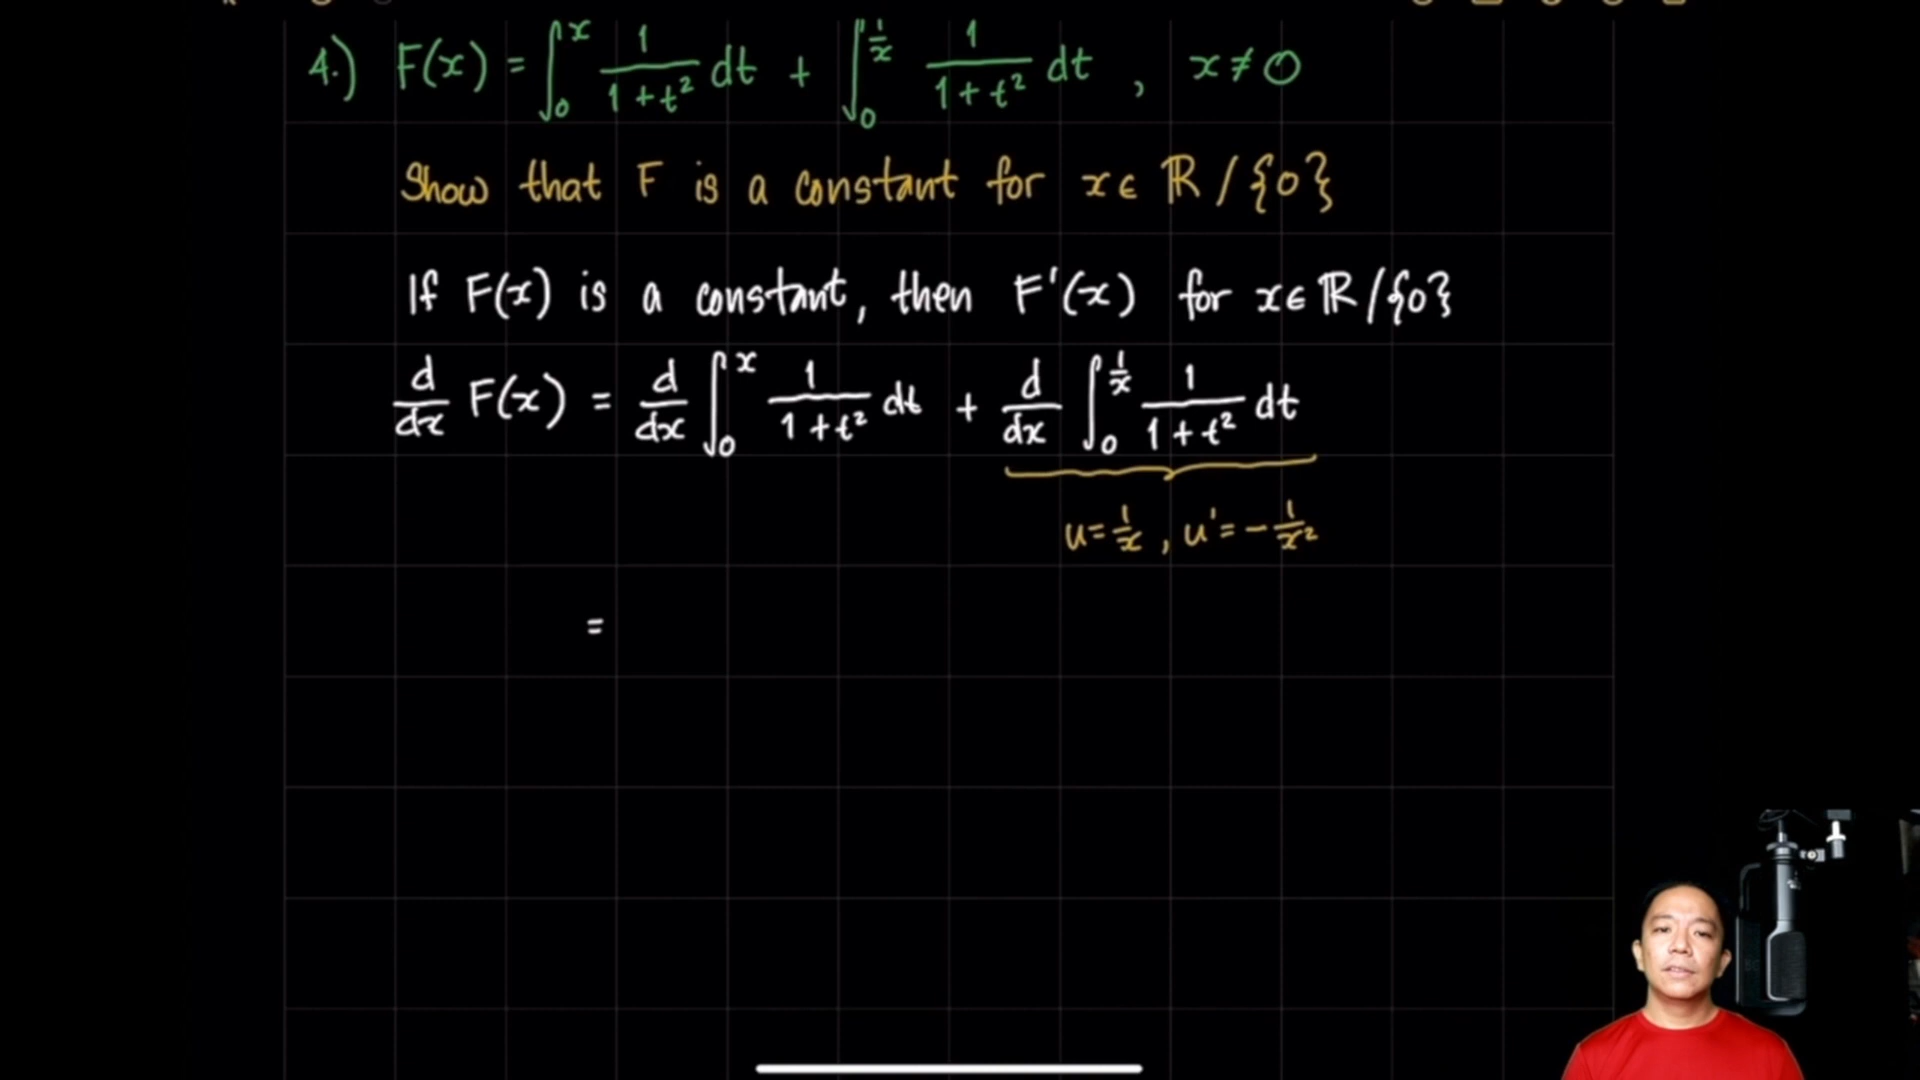 4.) F(x) = ∫₀ˣ 1/(1+t²) dt + ∫₀^(1/x) 1/(1+t²) dt , x≠0
Show that F is a constant for x∈ ℝ/{0}
If F(x) is a constant, then F'(x) for x∈ ℝ/{0}
d/dx F(x) = d/dx ∫₀ˣ 1/(1+t²) dt + d/dx ∫₀^(1/x) 1/(1+t²) dt
u=1/x , u'=-1/x²
=